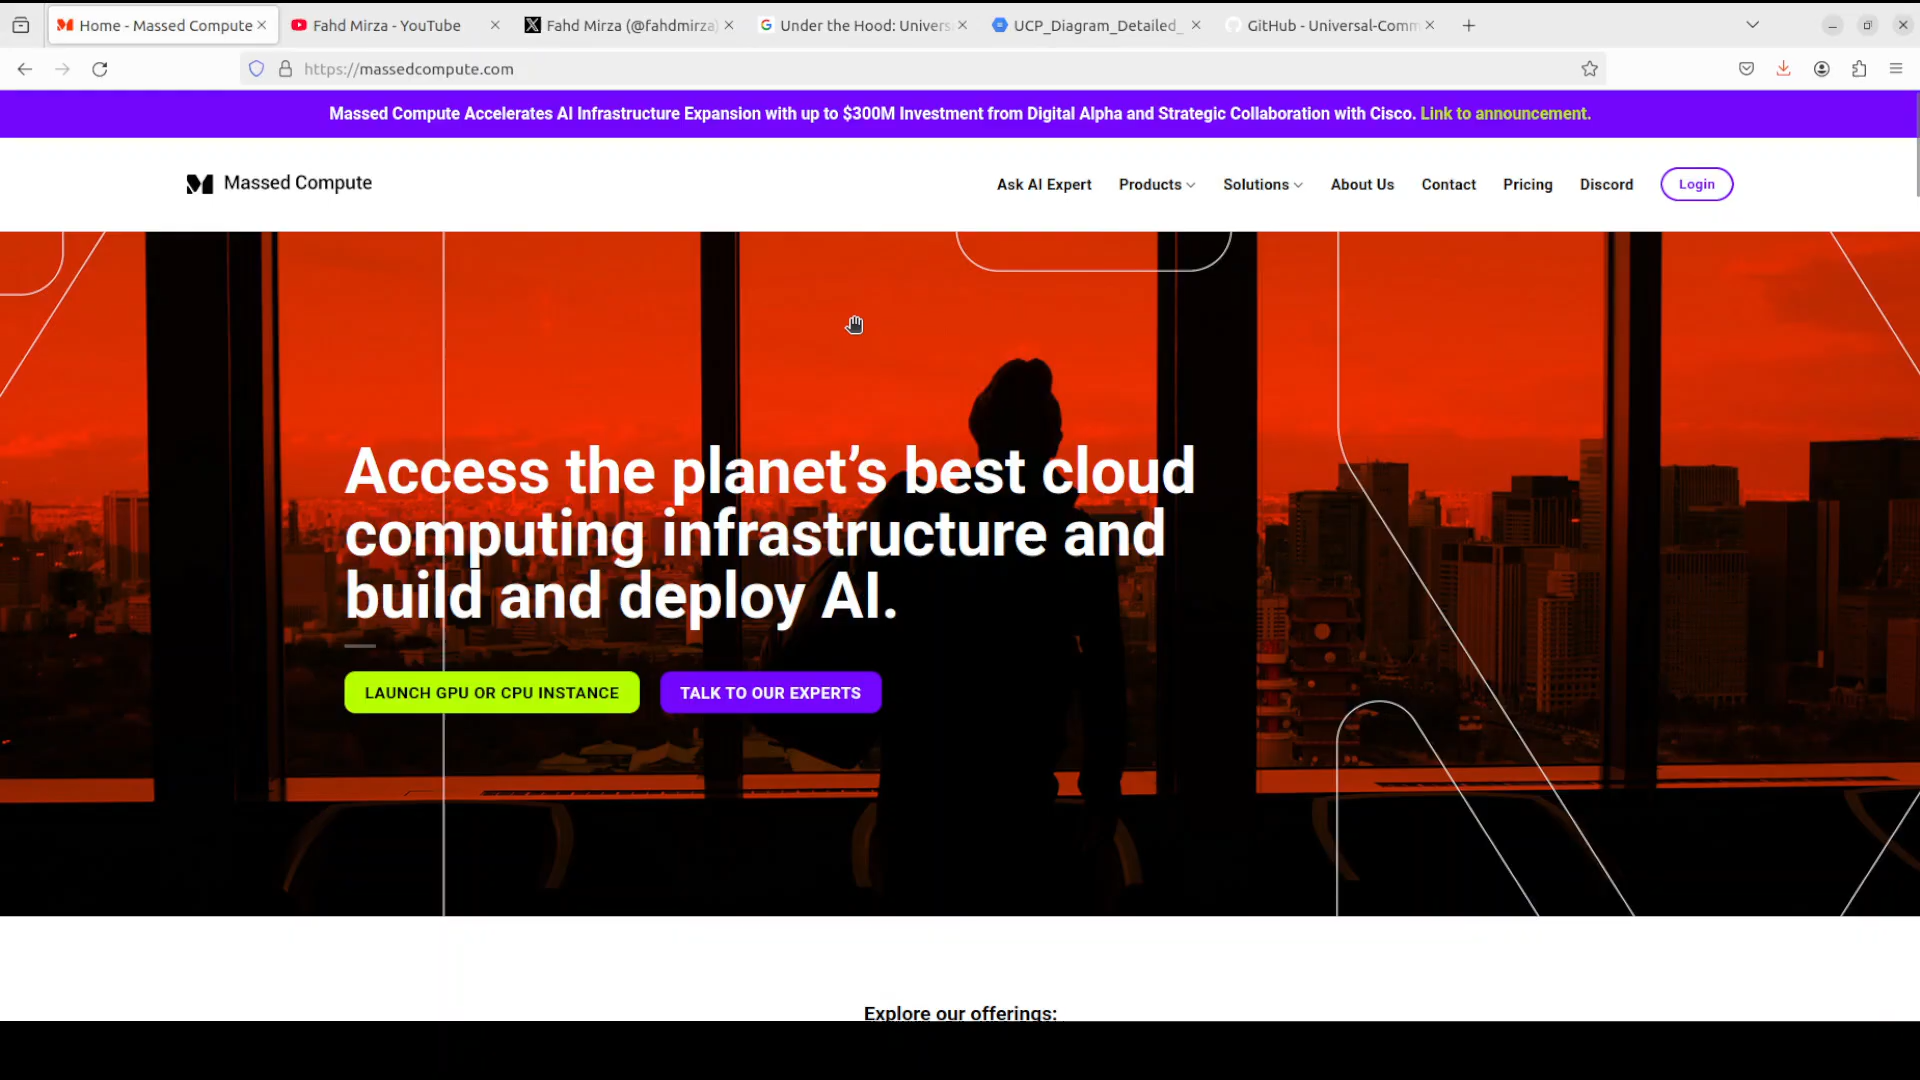 Home - Massed Compute
Fahd Mirza - YouTube
Fahd Mirza (@fahdmirza)
Under the Hood: Univers
UCP_Diagram_Detailed_
GitHub - Universal-Comm
https://massedcompute.com
Massed Compute Accelerates AI Infrastructure Expansion with up to $300M Investment from Digital Alpha and Strategic Collaboration with Cisco. Link to announcement.
Massed Compute
Ask AI Expert
Products
Solutions
About Us
Contact
Pricing
Discord
Login
Access the planet’s best cloud
computing infrastructure and
build and deploy AI.
LAUNCH GPU OR CPU INSTANCE
TALK TO OUR EXPERTS
Explore our offerings: